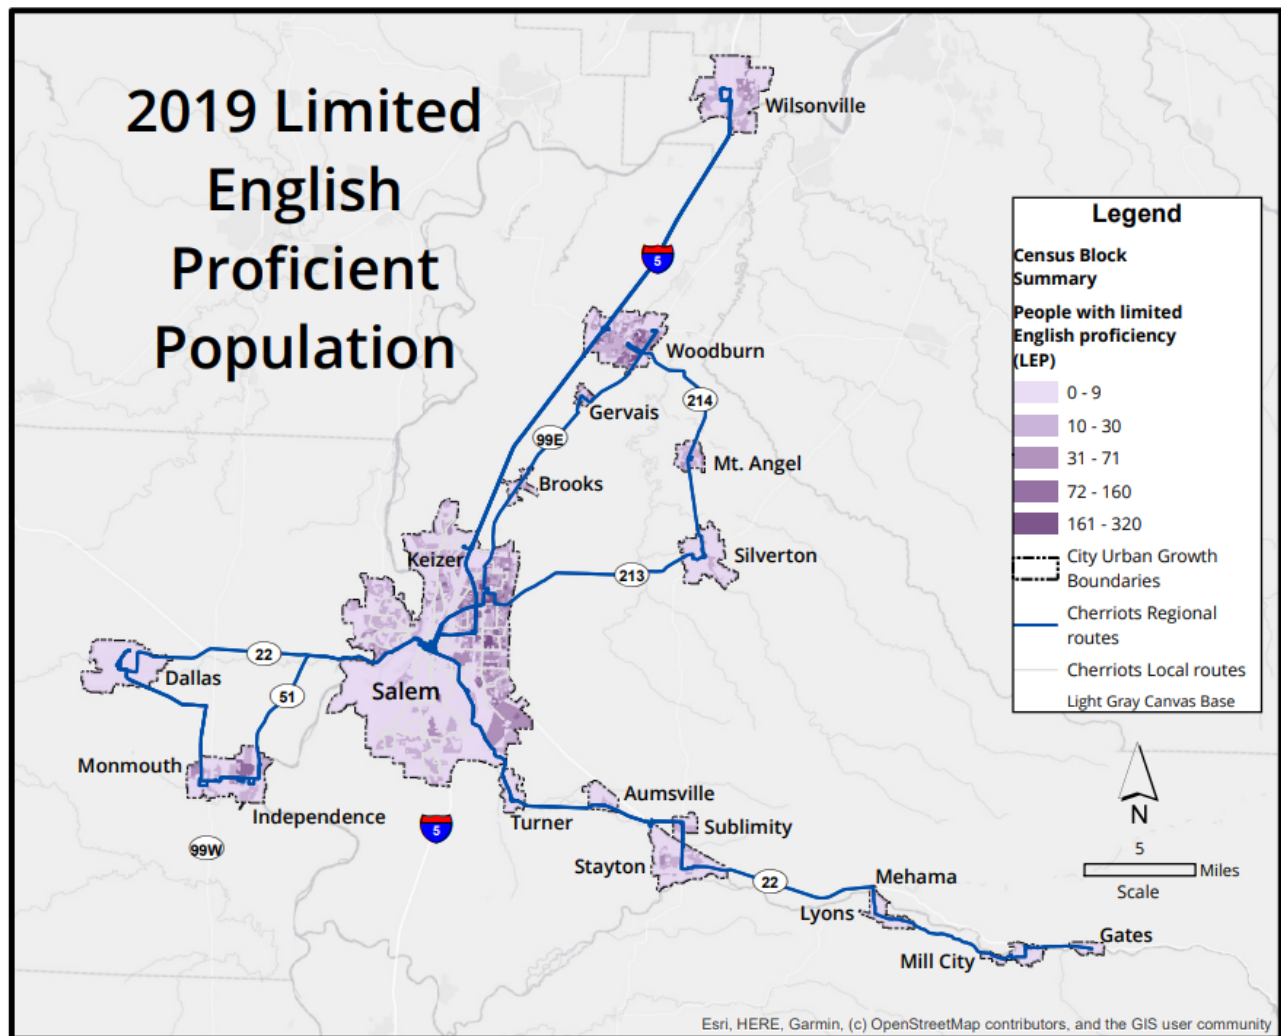 2019 Limited
English
Proficient
Population
Wilsonville
5
Woodburn
214
Gervais
99E
Mt. Angel
Brooks
Keizer
Silverton
213
22
Dallas
Salem
51
Monmouth
Independence
99W
5
Turner
Aumsville
Sublimity
Stayton
22
Mehama
Lyons
Mill City
Gates
Legend
Census Block
Summary
People with limited
English proficiency
(LEP)
0 - 9
10 - 30
31 - 71
72 - 160
161 - 320
City Urban Growth
Boundaries
Cherriots Regional
routes
Cherriots Local routes
Light Gray Canvas Base
N
5
Miles
Scale
Esri, HERE, Garmin, (c) OpenStreetMap contributors, and the GIS user community